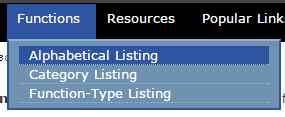 Functions Resources Popular Link
Alphabetical Listing
Category Listing
Function-Type Listing